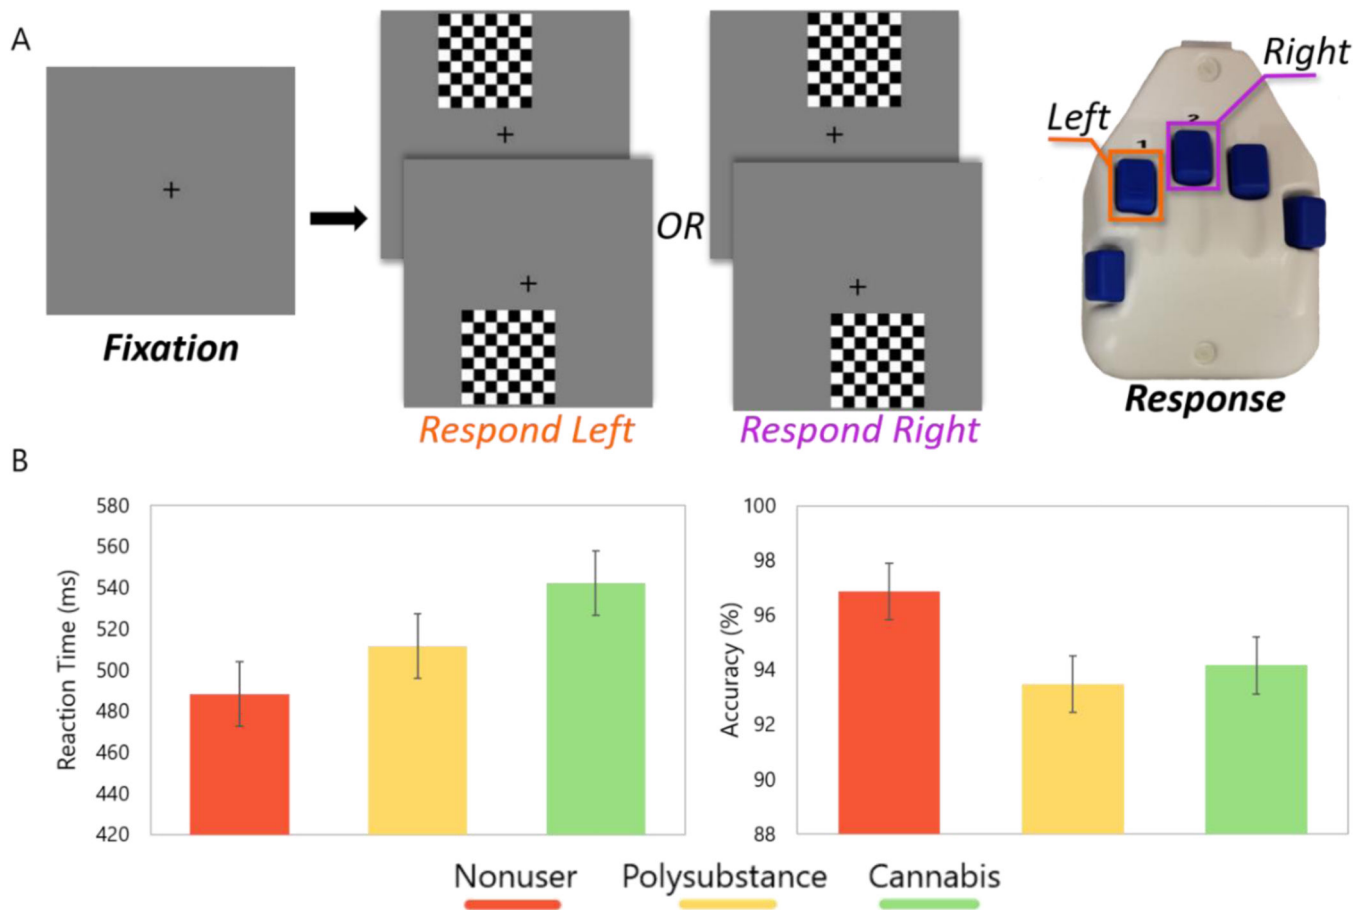 A
Fixation
OR
Respond Left
Respond Right
Left
Right
1
2
Response
B
Reaction Time (ms)
580
560
540
520
500
480
460
440
420
Accuracy (%)
100
98
96
94
92
90
88
Nonuser
Polysubstance
Cannabis